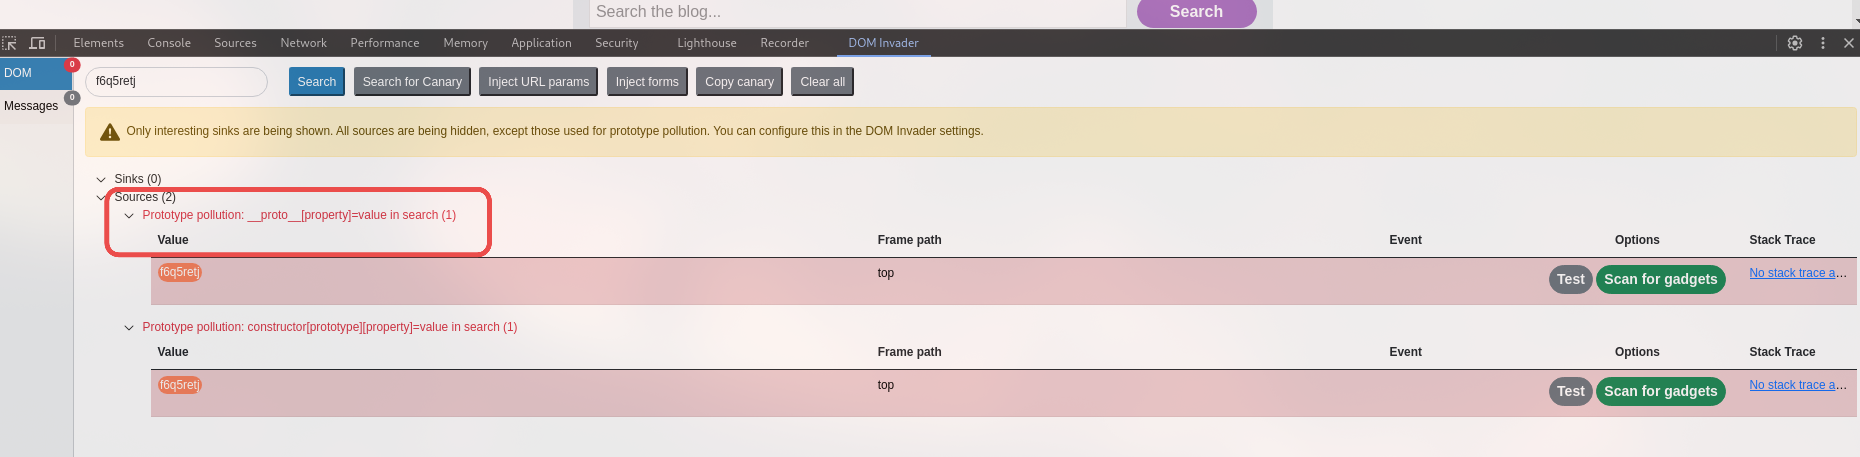 Search the blog...
Search
Elements Console Sources Network Performance Memory Application Security Lighthouse Recorder DOM Invader
DOM 0
Messages 0
f6q5retj Search Search for Canary Inject URL params Inject forms Copy canary Clear all
Only interesting sinks are being shown. All sources are being hidden, except those used for prototype pollution. You can configure this in the DOM Invader settings.
Sinks (0)
Sources (2)
Prototype pollution: __proto__[property]=value in search (1)
Value Frame path Event Options Stack Trace
f6q5retj top Test Scan for gadgets No stack trace a...
Prototype pollution: constructor[prototype][property]=value in search (1)
Value Frame path Event Options Stack Trace
f6q5retj top Test Scan for gadgets No stack trace a...